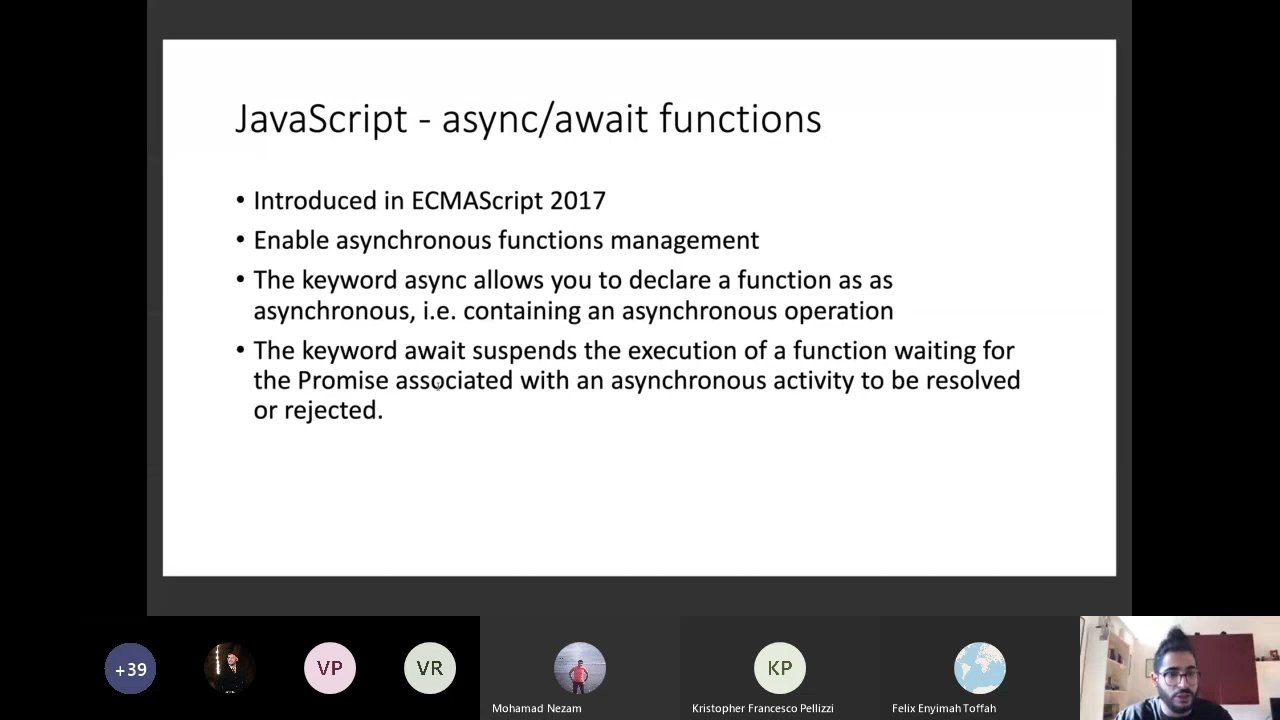 JavaScript - async/await functions
• Introduced in ECMAScript 2017
• Enable asynchronous functions management
• The keyword async allows you to declare a function as as
asynchronous, i.e. containing an asynchronous operation
• The keyword await suspends the execution of a function waiting for
the Promise associated with an asynchronous activity to be resolved
or rejected.
+39
VP
VR
KP
Mohamad Nezam
Kristopher Francesco Pellizzi
Felix Enyimah Toffah